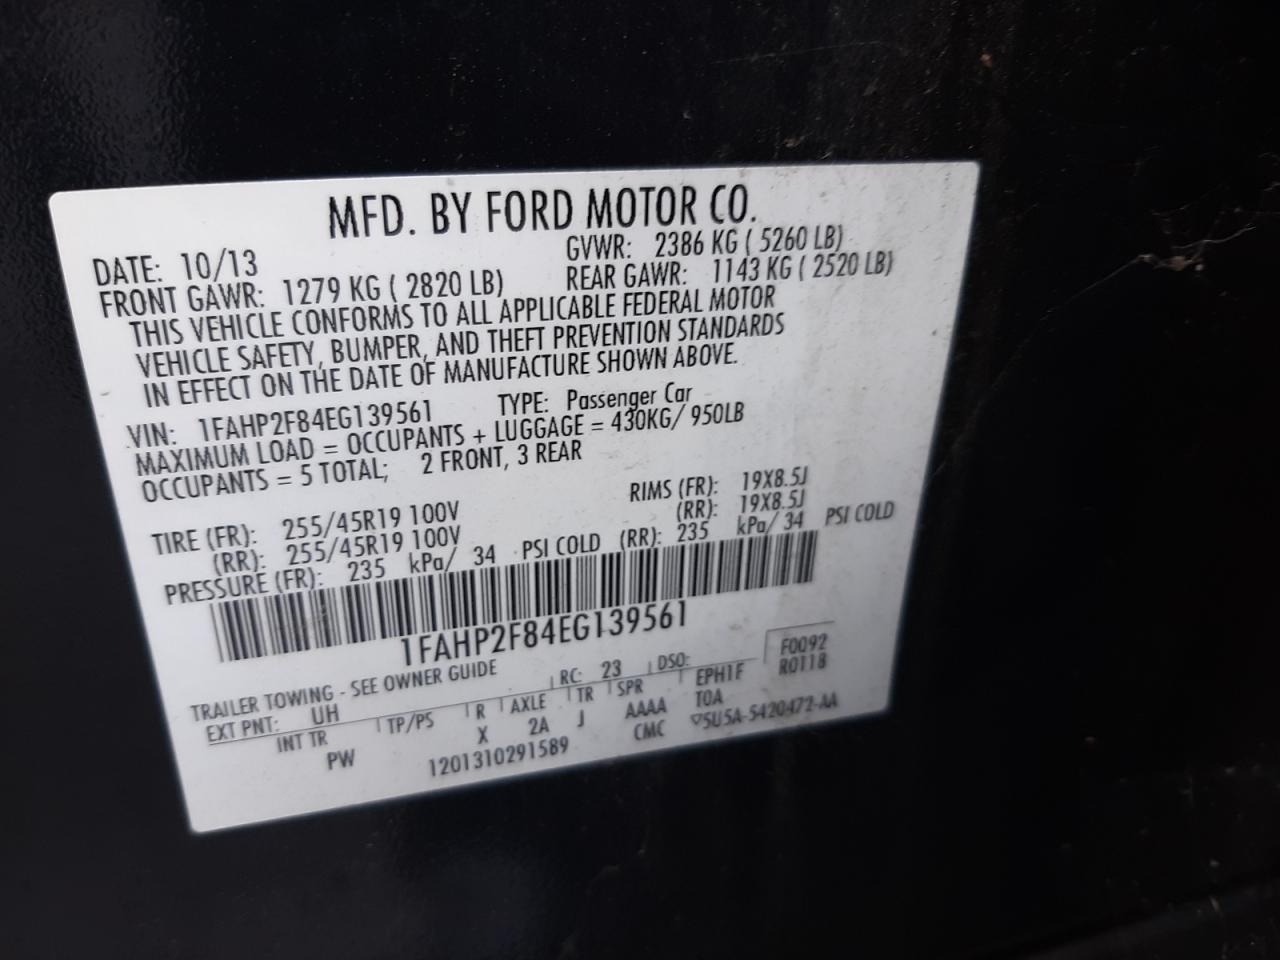 MFD. BY FORD MOTOR CO.
DATE: 10/13 GVWR: 2386 KG ( 5260 LB)
FRONT GAWR: 1279 KG ( 2820 LB) REAR GAWR: 1143 KG ( 2520 LB)
THIS VEHICLE CONFORMS TO ALL APPLICABLE FEDERAL MOTOR
VEHICLE SAFETY, BUMPER, AND THEFT PREVENTION STANDARDS
IN EFFECT ON THE DATE OF MANUFACTURE SHOWN ABOVE.
VIN: 1FAHP2F84EG139561 TYPE: Passenger Car
MAXIMUM LOAD = OCCUPANTS + LUGGAGE = 430KG/ 950LB
OCCUPANTS = 5 TOTAL; 2 FRONT, 3 REAR
TIRE (FR): 255/45R19 100V RIMS (FR): 19X8.5J
(RR): 255/45R19 100V (RR): 19X8.5J
PRESSURE (FR): 235 kPa/ 34 PSI COLD (RR): 235 kPa/ 34 PSI COLD
1FAHP2F84EG139561
TRAILER TOWING - SEE OWNER GUIDE
F0092
R0118
EXT PNT: UH RC: 23 DSO:
INT TR TP/PS R AXLE TR SPR EPH1F
PW X 2A J AAAA TOA
1201310291589 CMC ▽5U5A-5420472-AA